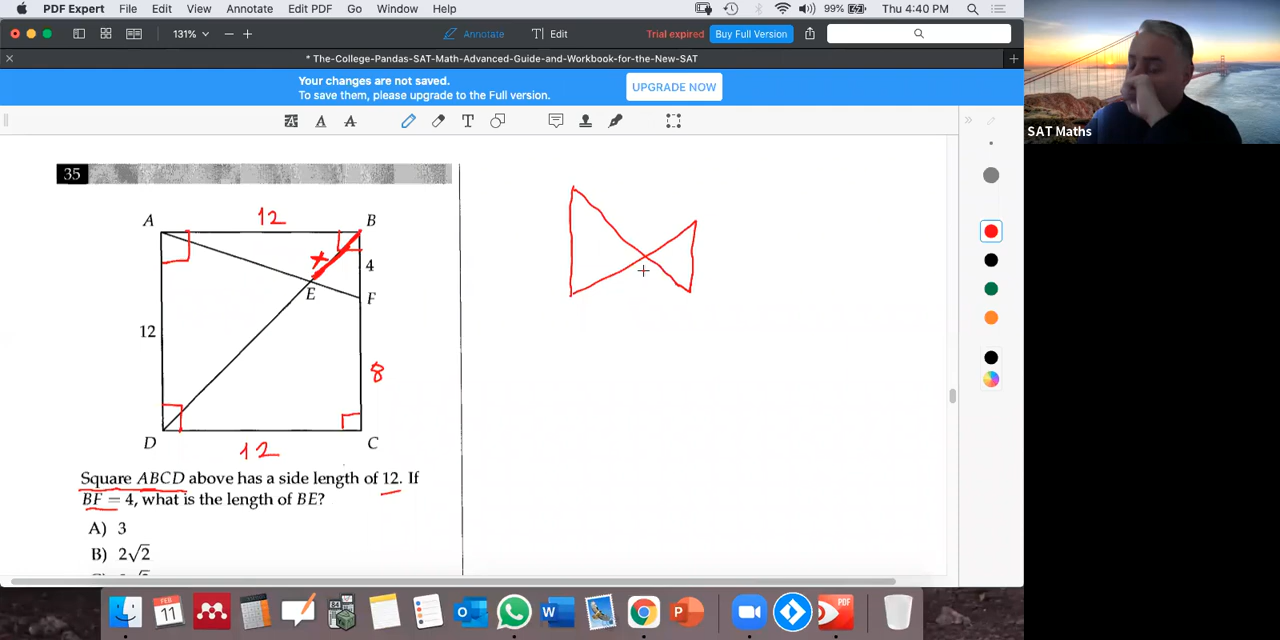 PDF Expert File Edit View Annotate Edit PDF Go Window Help 99% Thu 4:40 PM
131% Annotate Edit Trial expired Buy Full Version
* The-College-Pandas-SAT-Math-Advanced-Guide-and-Workbook-for-the-New-SAT
Your changes are not saved.
To save them, please upgrade to the Full version.
UPGRADE NOW
SAT Maths
35
A 12 B
x 4
E F
12
8
D C
12
Square ABCD above has a side length of 12. If
BF = 4, what is the length of BE?
A) 3
B) 2√2
FEB
11
PDF